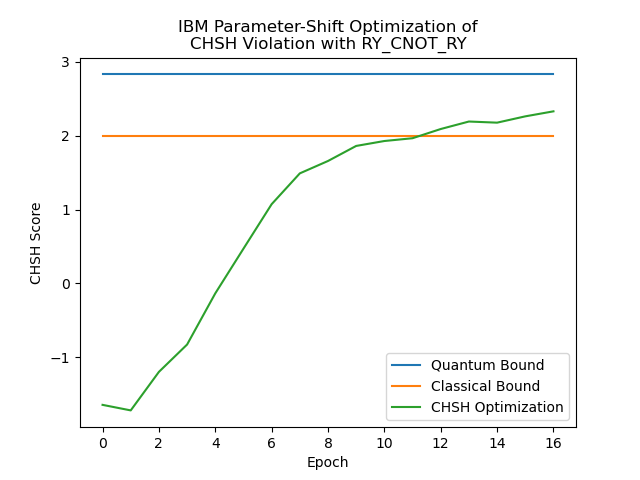 IBM Parameter-Shift Optimization of
CHSH Violation with RY_CNOT_RY
3
2
1
0
−1
CHSH Score
Quantum Bound
Classical Bound
CHSH Optimization
0 2 4 6 8 10 12 14 16
Epoch